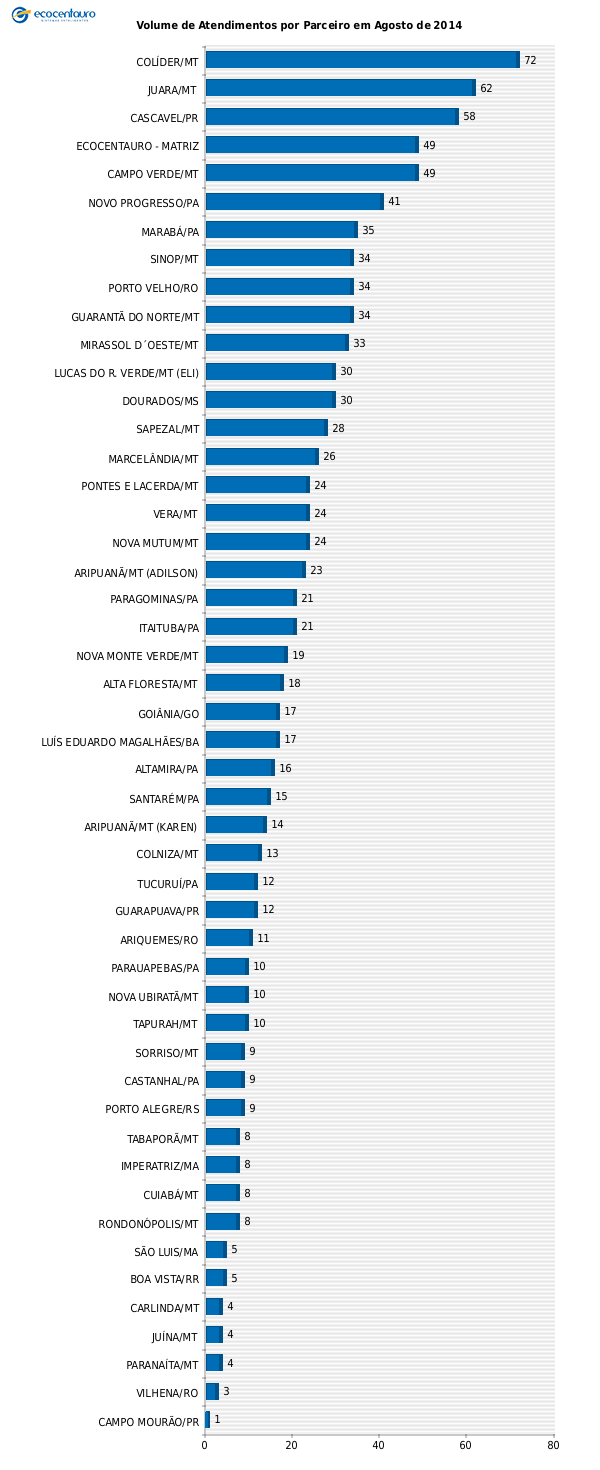 ecocentauro
Volume de Atendimentos por Parceiro em Agosto de 2014
COLÍDER/MT 72
JUARA/MT 62
CASCAVEL/PR 58
ECOCENTAURO - MATRIZ 49
CAMPO VERDE/MT 49
NOVO PROGRESSO/PA 41
MARABÁ/PA 35
SINOP/MT 34
PORTO VELHO/RO 34
GUARANTÃ DO NORTE/MT 34
MIRASSOL D´OESTE/MT 33
LUCAS DO R. VERDE/MT (ELI) 30
DOURADOS/MS 30
SAPEZAL/MT 28
MARCELÂNDIA/MT 26
PONTES E LACERDA/MT 24
VERA/MT 24
NOVA MUTUM/MT 24
ARIPUANÃ/MT (ADILSON) 23
PARAGOMINAS/PA 21
ITAITUBA/PA 21
NOVA MONTE VERDE/MT 19
ALTA FLORESTA/MT 18
GOIÂNIA/GO 17
LUÍS EDUARDO MAGALHÃES/BA 17
ALTAMIRA/PA 16
SANTARÉM/PA 15
ARIPUANÃ/MT (KAREN) 14
COLNIZA/MT 13
TUCURUÍ/PA 12
GUARAPUAVA/PR 12
ARIQUEMES/RO 11
PARAUAPEBAS/PA 10
NOVA UBIRATÃ/MT 10
TAPURAH/MT 10
SORRISO/MT 9
CASTANHAL/PA 9
PORTO ALEGRE/RS 9
TABAPORÃ/MT 8
IMPERATRIZ/MA 8
CUIABÁ/MT 8
RONDONÓPOLIS/MT 8
SÃO LUIS/MA 5
BOA VISTA/RR 5
CARLINDA/MT 4
JUÍNA/MT 4
PARANAÍTA/MT 4
VILHENA/RO 3
CAMPO MOURÃO/PR 1
0 20 40 60 80